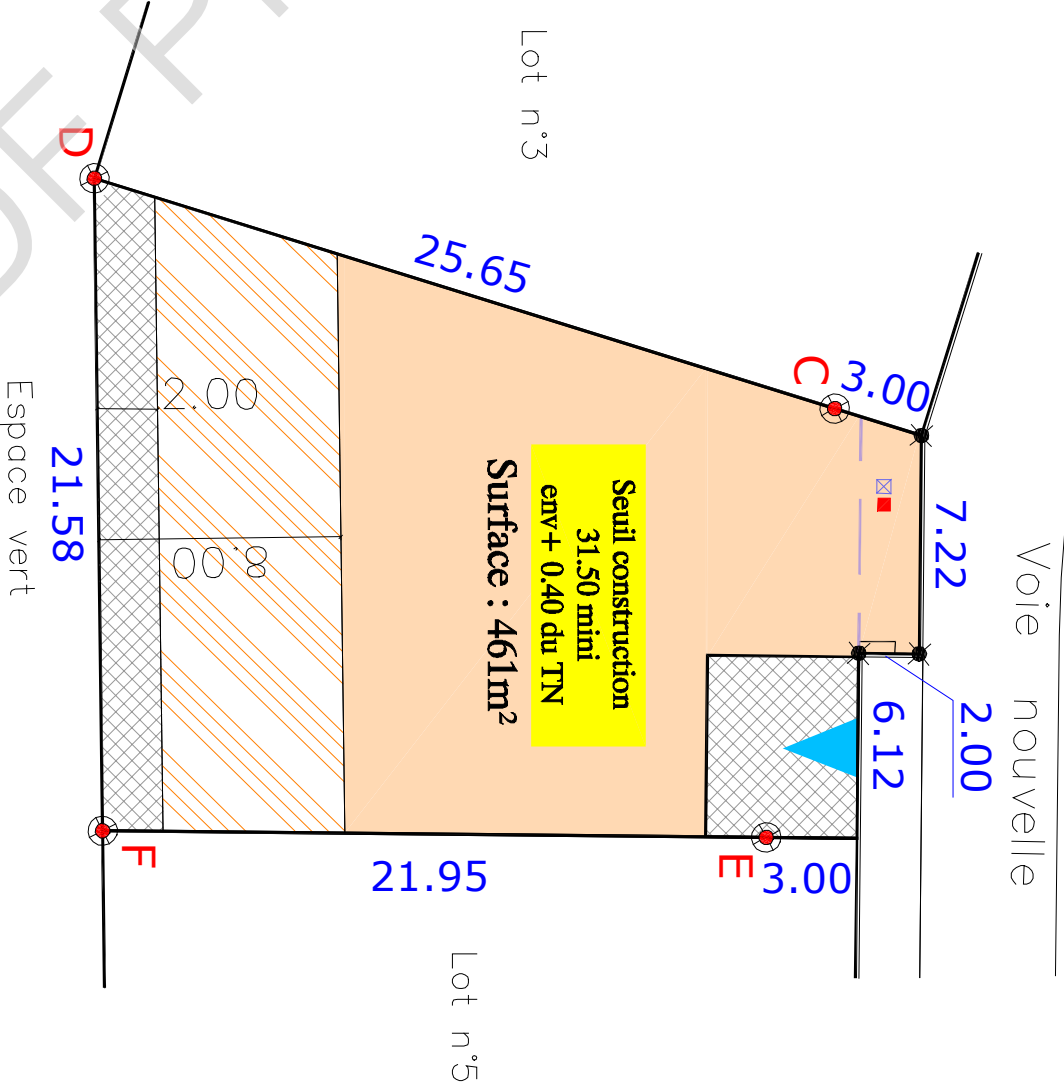 Lot n°3
D
25.65
C
3.00
7.22
Voie nouvelle
2.00
6.12
Seuil construction
31.50 mini
env+ 0.40 du TN
Surface : 461m²
2.00
8.00
21.58
Espace vert
F
21.95
E
3.00
Lot n°5